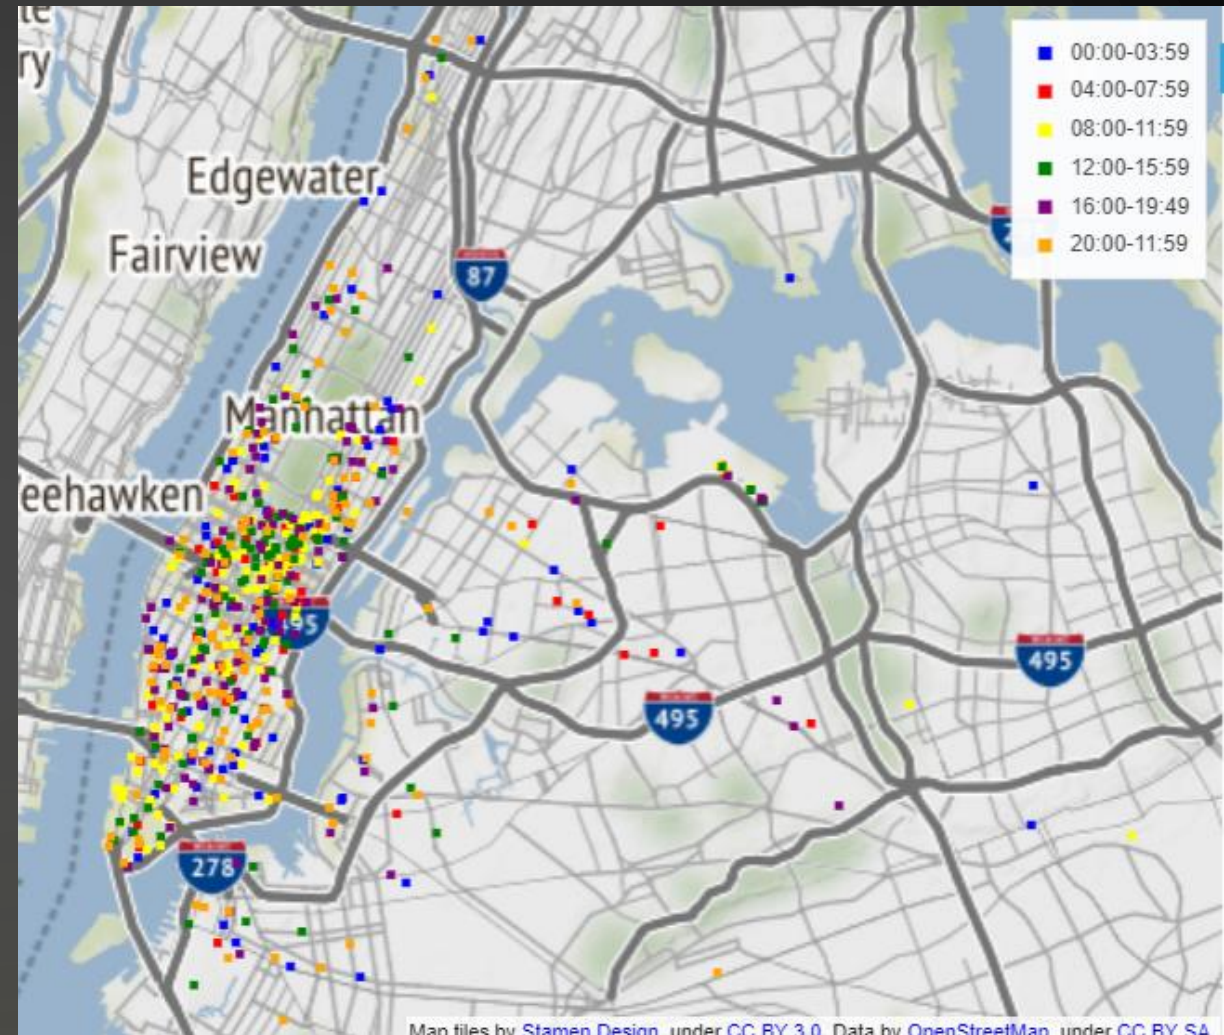 ry
Edgewater
Fairview
87
Manhattan
eehawken
495
495
278
00:00-03:59
04:00-07:59
08:00-11:59
12:00-15:59
16:00-19:49
20:00-11:59
Map tiles by Stamen Design, under CC BY 3.0. Data by OpenStreetMap, under CC BY SA